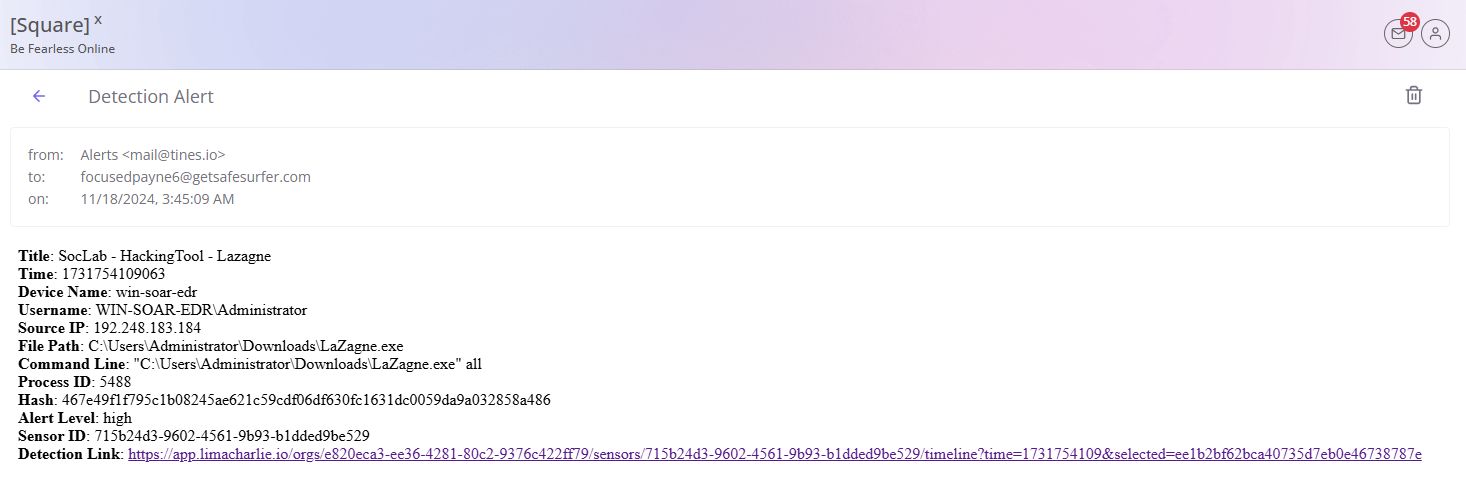 [Square] x
58
Be Fearless Online
Detection Alert
from: Alerts <mail@tines.io>
to: focusedpayne6@getsafesurfer.com
on: 11/18/2024, 3:45:09 AM
Title: SocLab - HackingTool - Lazagne
Time: 1731754109063
Device Name: win-soar-edr
Username: WIN-SOAR-EDR\Administrator
Source IP: 192.248.183.184
File Path: C:\Users\Administrator\Downloads\LaZagne.exe
Command Line: "C:\Users\Administrator\Downloads\LaZagne.exe" all
Process ID: 5488
Hash: 467e49f1f795c1b08245ae621c59cdf06df630fc1631dc0059da9a032858a486
Alert Level: high
Sensor ID: 715b24d3-9602-4561-9b93-b1dded9be529
Detection Link: https://app.limacharlie.io/orgs/e820eca3-ee36-4281-80c2-9376c422ff79/sensors/715b24d3-9602-4561-9b93-b1dded9be529/timeline?time=1731754109&selected=ee1b2bf62bca40735d7eb0e46738787e